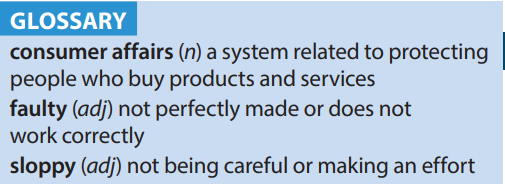 GLOSSARY
consumer affairs (n) a system related to protecting
people who buy products and services
faulty (adj) not perfectly made or does not
work correctly
sloppy (adj) not being careful or making an effort